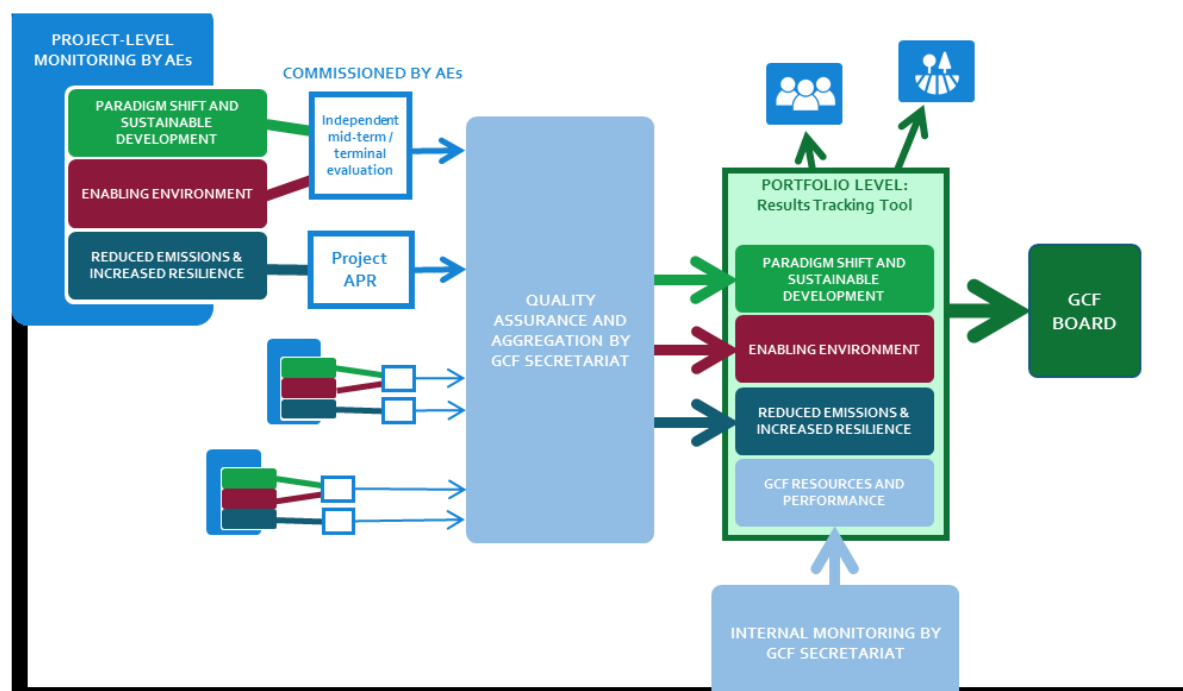 PROJECT-LEVEL
MONITORING BY AEs
COMMISSIONED BY AEs
PARADIGM SHIFT AND
SUSTAINABLE
DEVELOPMENT
ENABLING ENVIRONMENT
REDUCED EMISSIONS &
INCREASED RESILIENCE
Independent
mid-term /
terminal
evaluation
Project
APR
QUALITY
ASSURANCE AND
AGGREGATION BY
GCF SECRETARIAT
PORTFOLIO LEVEL:
Results Tracking Tool
PARADIGM SHIFT AND
SUSTAINABLE
DEVELOPMENT
ENABLING ENVIRONMENT
REDUCED EMISSIONS &
INCREASED RESILIENCE
GCF RESOURCES AND
PERFORMANCE
GCF
BOARD
INTERNAL MONITORING BY
GCF SECRETARIAT